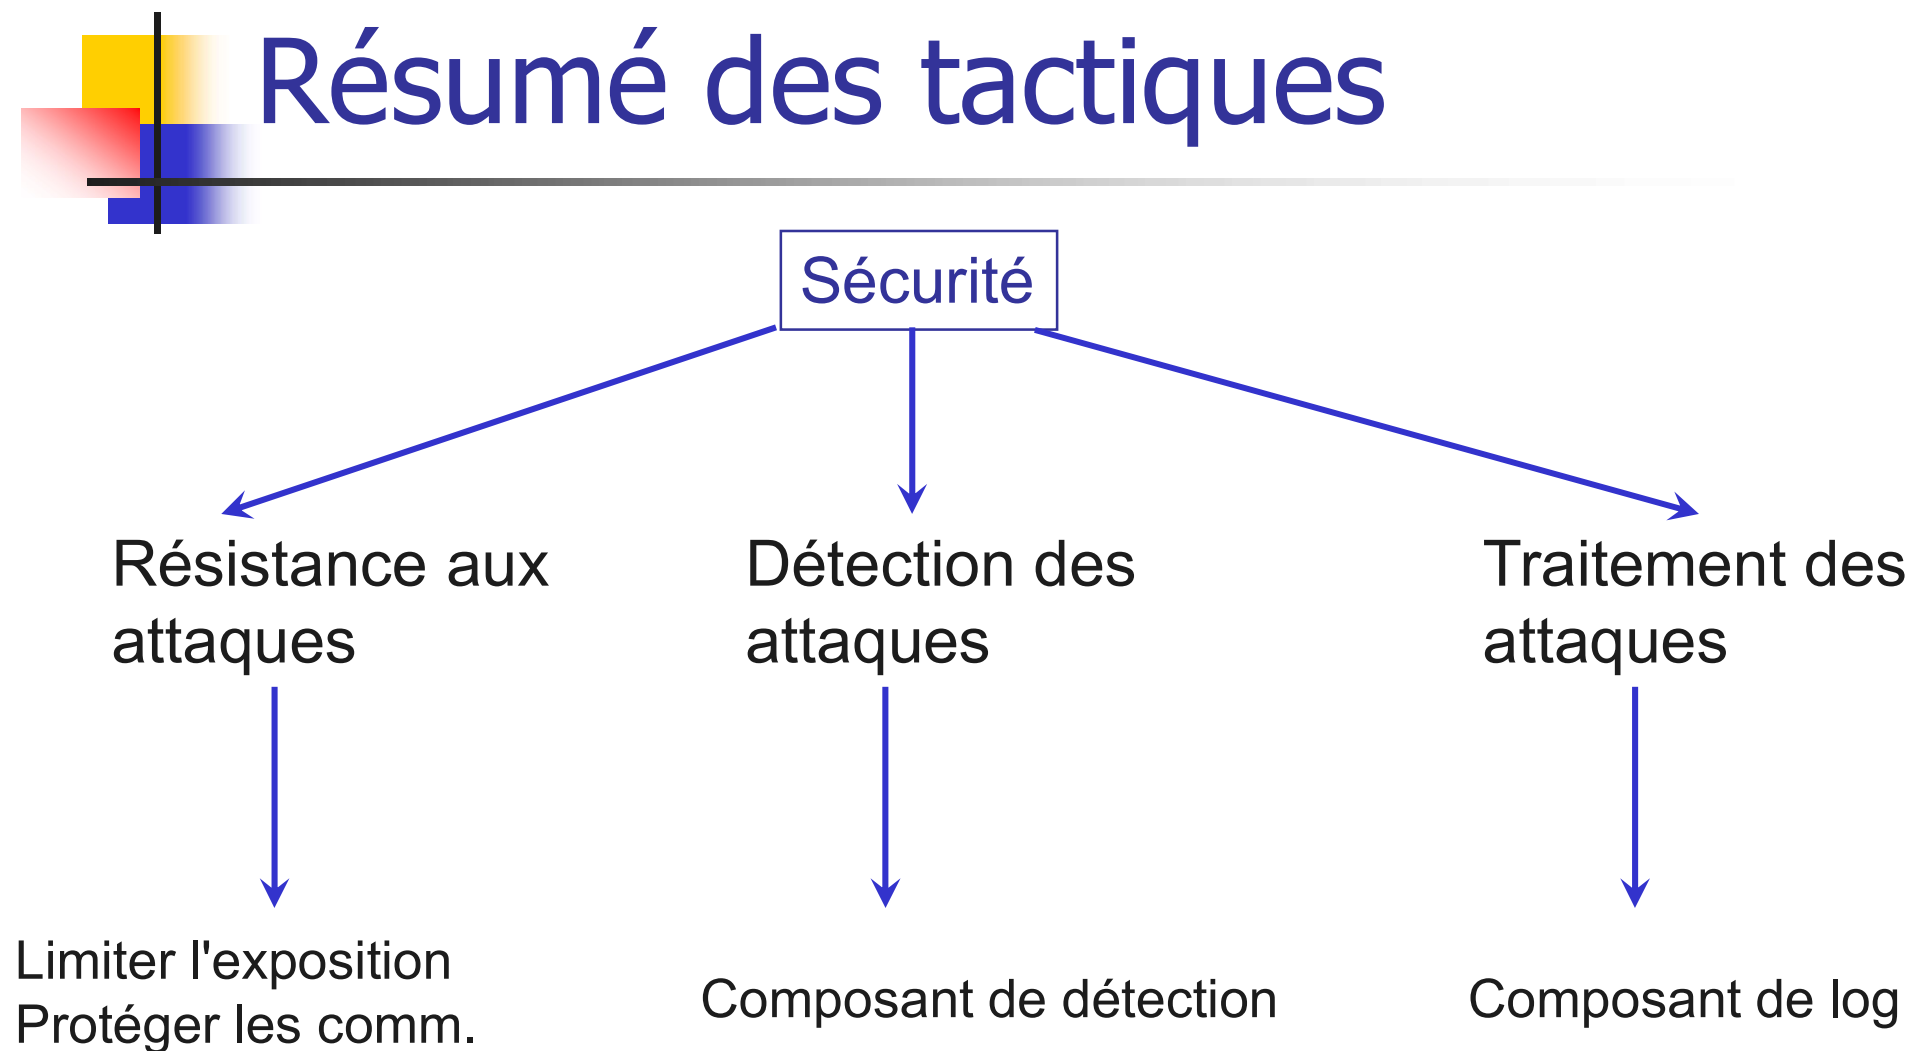 Résumé des tactiques
Sécurité
Résistance aux
attaques
Détection des
attaques
Traitement des
attaques
Limiter l'exposition
Protéger les comm.
Composant de détection
Composant de log